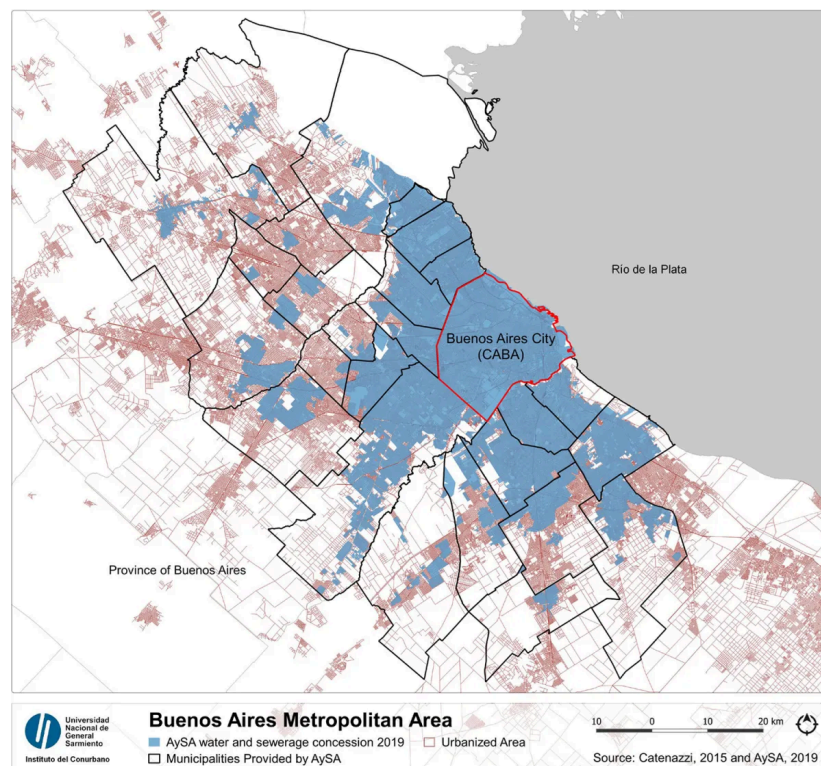 Rio de la Plata
Buenos Aires City
(CABA)
Province of Buenos Aires
Universidad
Nacional de
General
Sarmiento
Instituto del Conurbano
Buenos Aires Metropolitan Area
AySA water and sewerage concession 2019
Urbanized Area
Municipalities Provided by AySA
10 0 10 20 km
Source: Catenazzi, 2015 and AySA, 2019